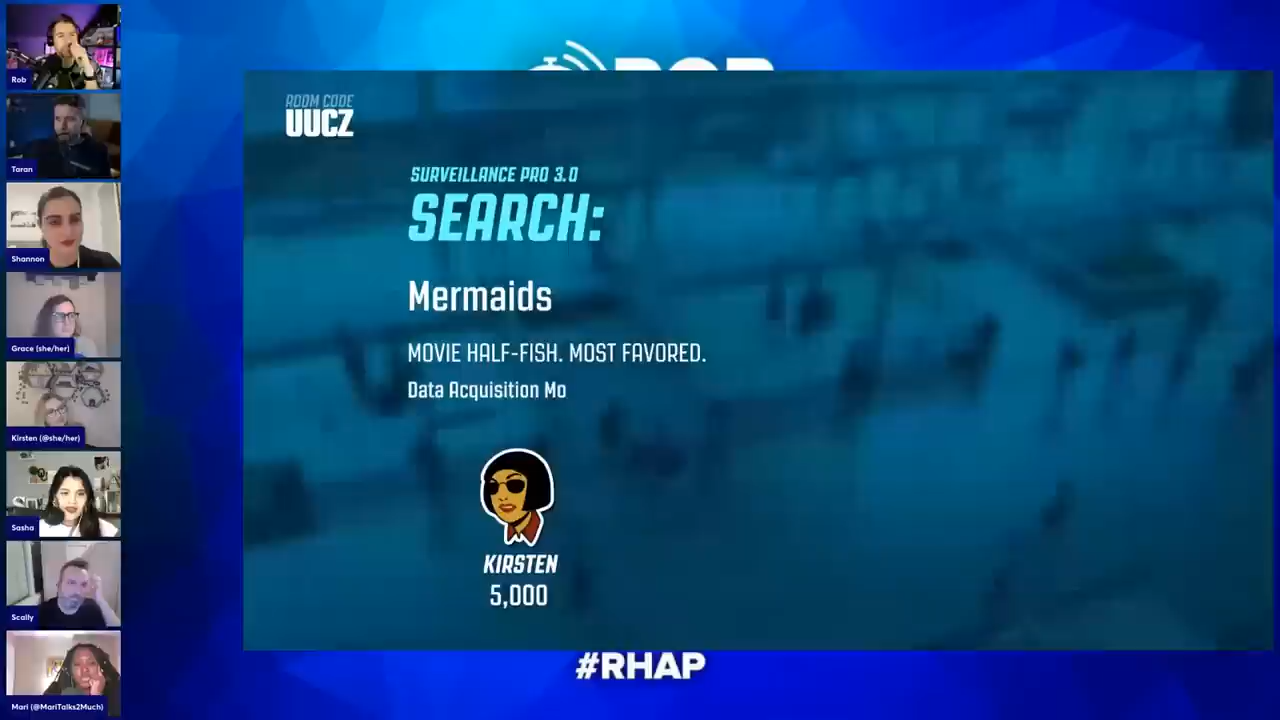 Rob
Taran
Shannon
Grace (she/her)
Kirsten (@she/her)
Sasha
Scally
Mari (@MariTalks2Much)
ROOM CODE
UUCZ
SURVEILLANCE PRO 3.0
SEARCH:
Mermaids
MOVIE HALF-FISH. MOST FAVORED.
Data Acquisition Mo
KIRSTEN
5,000
#RHAP